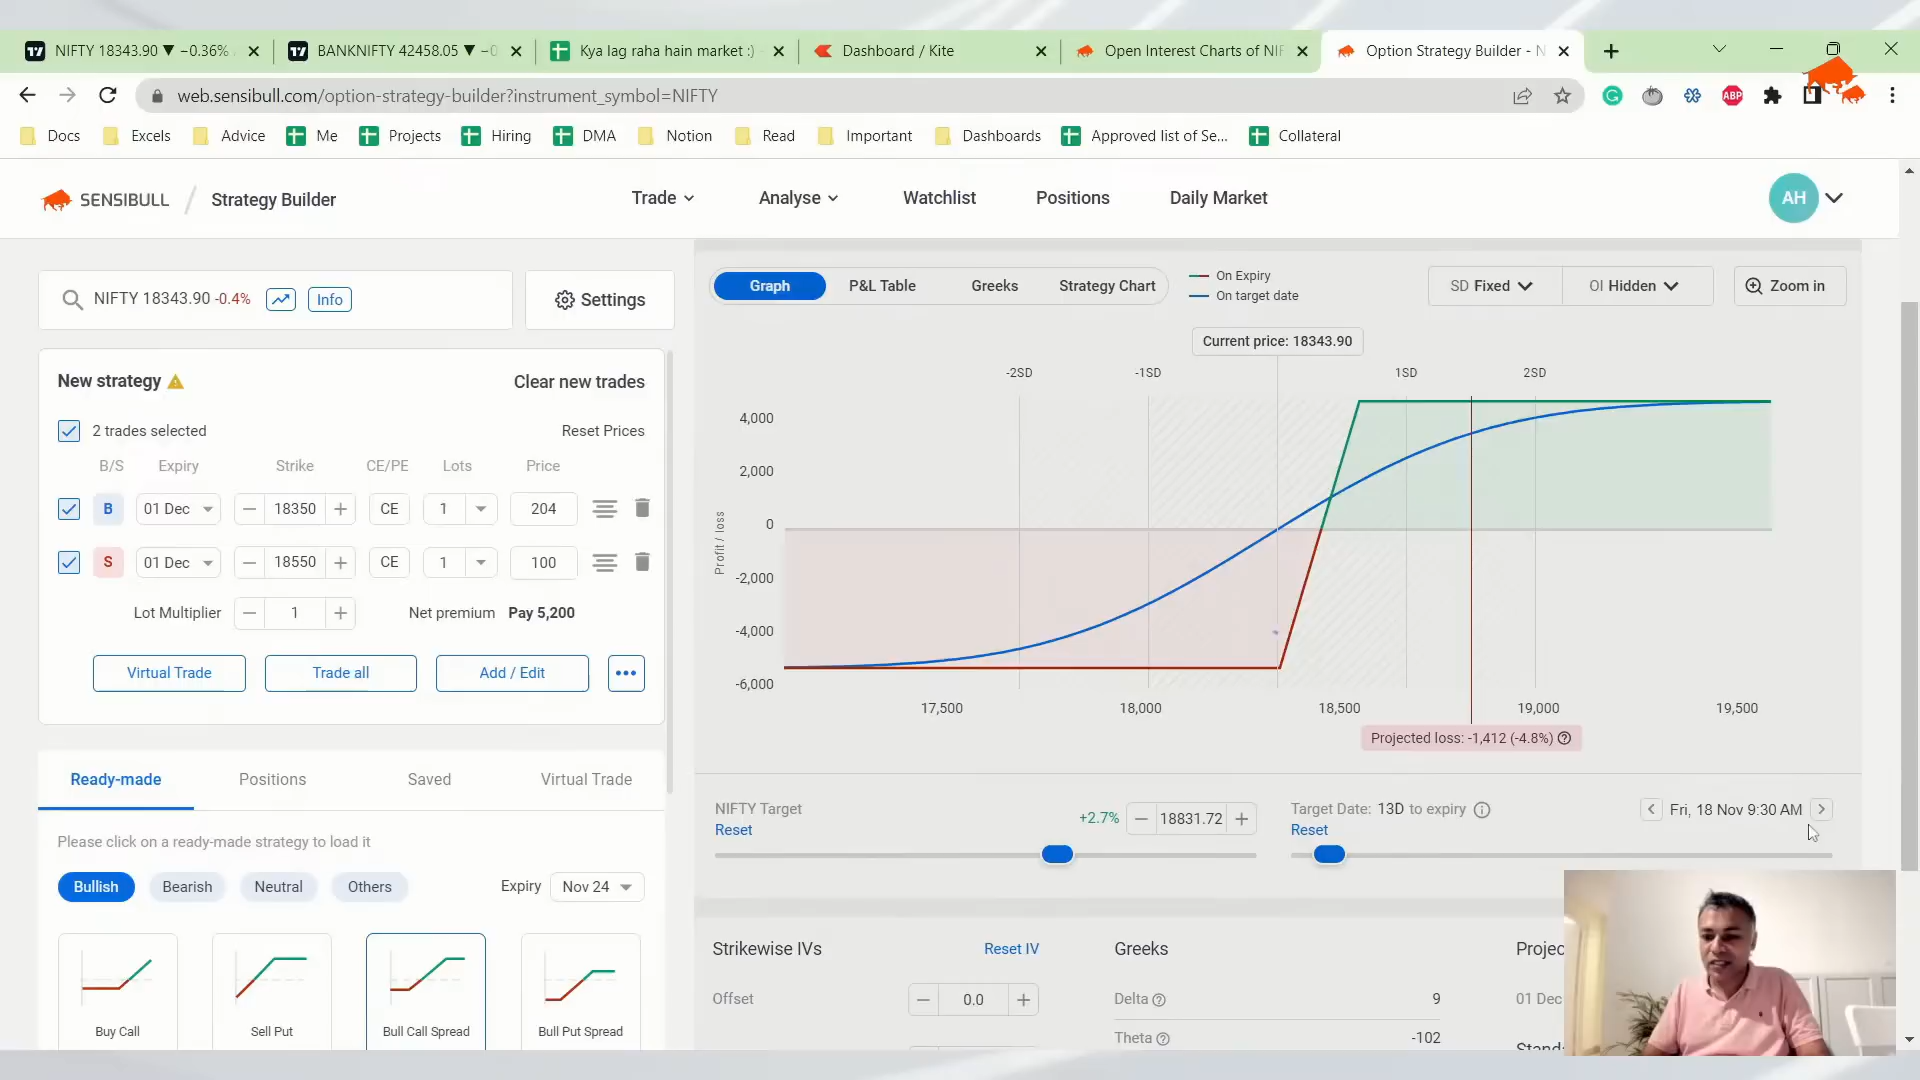 NIFTY 18343.90 ▼ −0.36%
BANKNIFTY 42458.05 ▼ −0
Kya lag raha hain market :)
Dashboard / Kite
Open Interest Charts of NIF
Option Strategy Builder - N
web.sensibull.com/option-strategy-builder?instrument_symbol=NIFTY
ABP
Docs
Excels
Advice
Me
Projects
Hiring
DMA
Notion
Read
Important
Dashboards
Approved list of Se...
Collateral
SENSIBULL / Strategy Builder
Trade
Analyse
Watchlist
Positions
Daily Market
AH
NIFTY 18343.90 -0.4%
Info
Settings
New strategy
Clear new trades
2 trades selected
Reset Prices
B/S Expiry Strike CE/PE Lots Price
B 01 Dec − 18350 + CE 1 204
S 01 Dec − 18550 + CE 1 100
Lot Multiplier − 1 +
Net premium Pay 5,200
Virtual Trade
Trade all
Add / Edit
Ready-made
Positions
Saved
Virtual Trade
Please click on a ready-made strategy to load it
Bullish
Bearish
Neutral
Others
Expiry Nov 24
Buy Call
Sell Put
Bull Call Spread
Bull Put Spread
Graph
P&L Table
Greeks
Strategy Chart
On Expiry
On target date
SD Fixed
OI Hidden
Zoom in
Current price: 18343.90
-2SD
-1SD
1SD
2SD
Profit / loss
4,000
2,000
0
-2,000
-4,000
-6,000
17,500
18,000
18,500
19,000
19,500
Projected loss: -1,412 (-4.8%)
NIFTY Target
Reset
+2.7% − 18831.72 +
Target Date: 13D to expiry
Reset
Fri, 18 Nov 9:30 AM
Strikewise IVs
Reset IV
Offset − 0.0 +
Greeks
Delta 9
Theta -102
Projec
01 Dec